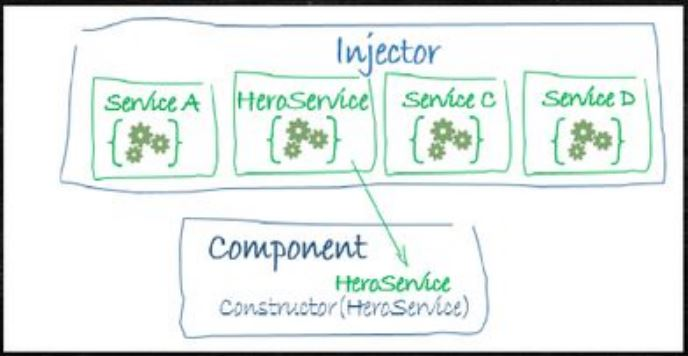 Injector
Service A HeroService Service C Service D
Component
HeroService
Constructor(HeroService)